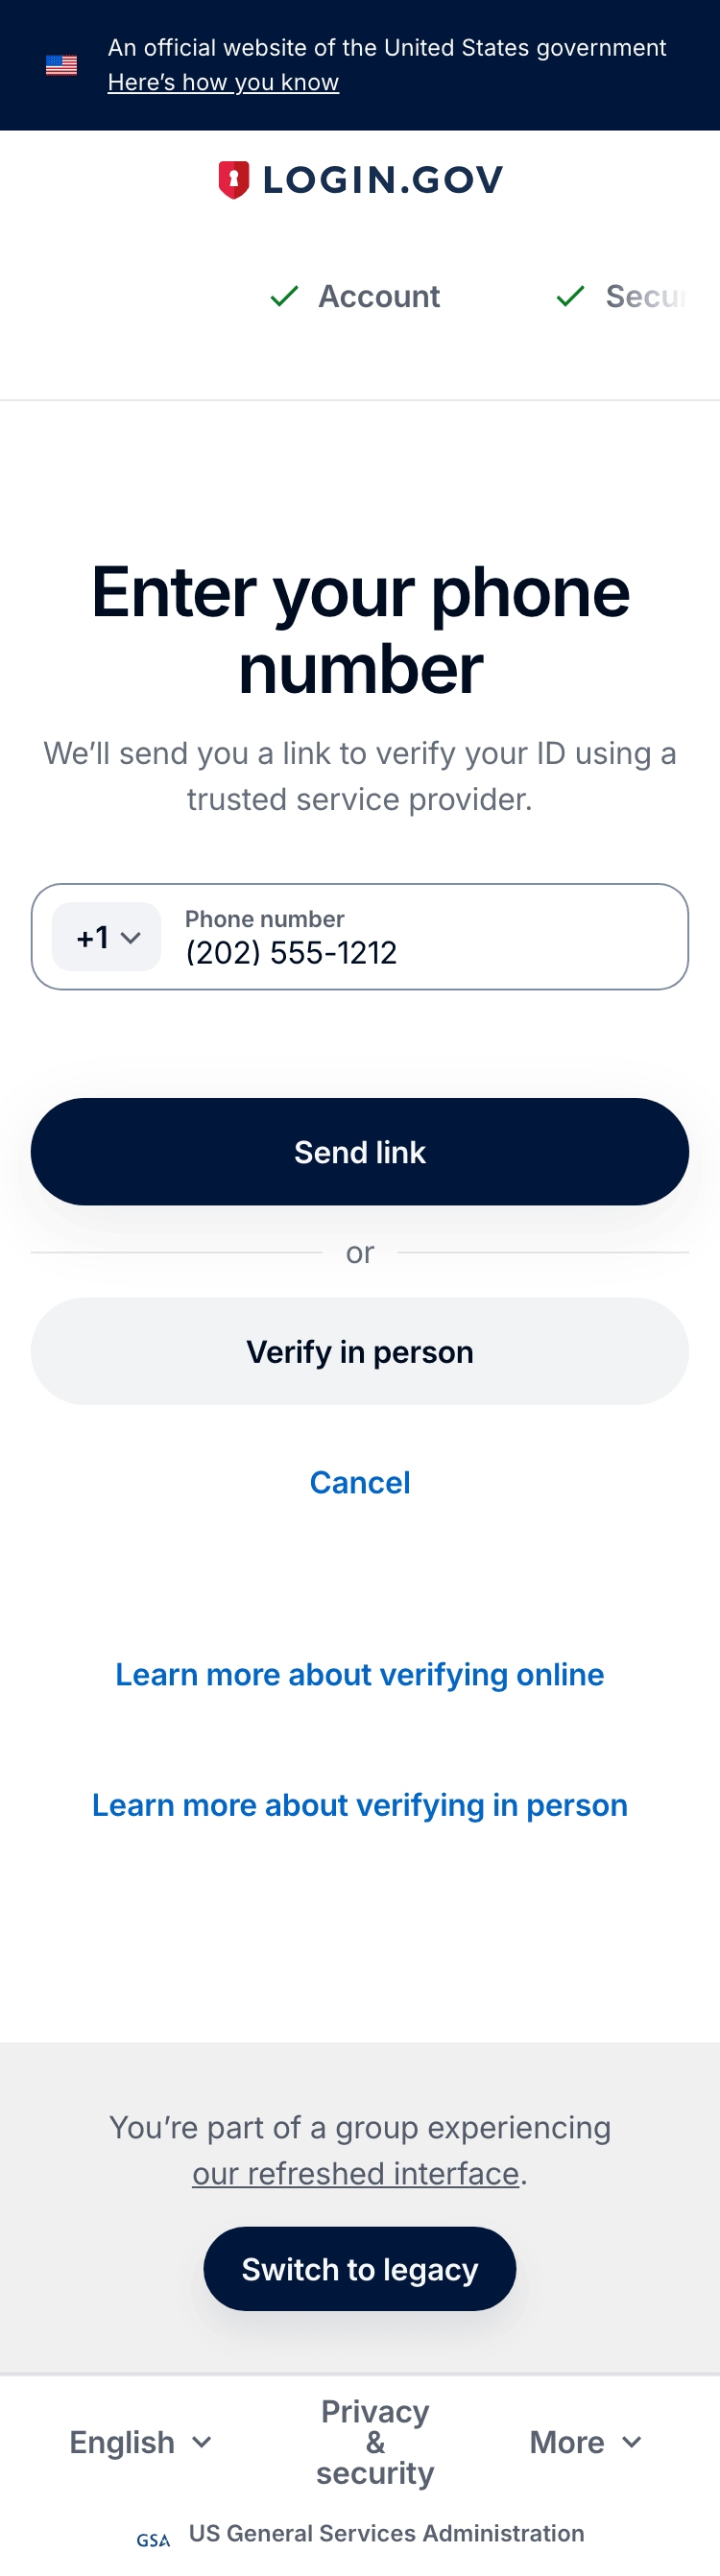 An official website of the United States government
Here’s how you know
LOGIN.GOV
Account
Secur
Enter your phone
number
We’ll send you a link to verify your ID using a
trusted service provider.
+1
Phone number
(202) 555-1212
Send link
or
Verify in person
Cancel
Learn more about verifying online
Learn more about verifying in person
You’re part of a group experiencing
our refreshed interface.
Switch to legacy
English
Privacy
&
security
More
GSA
US General Services Administration